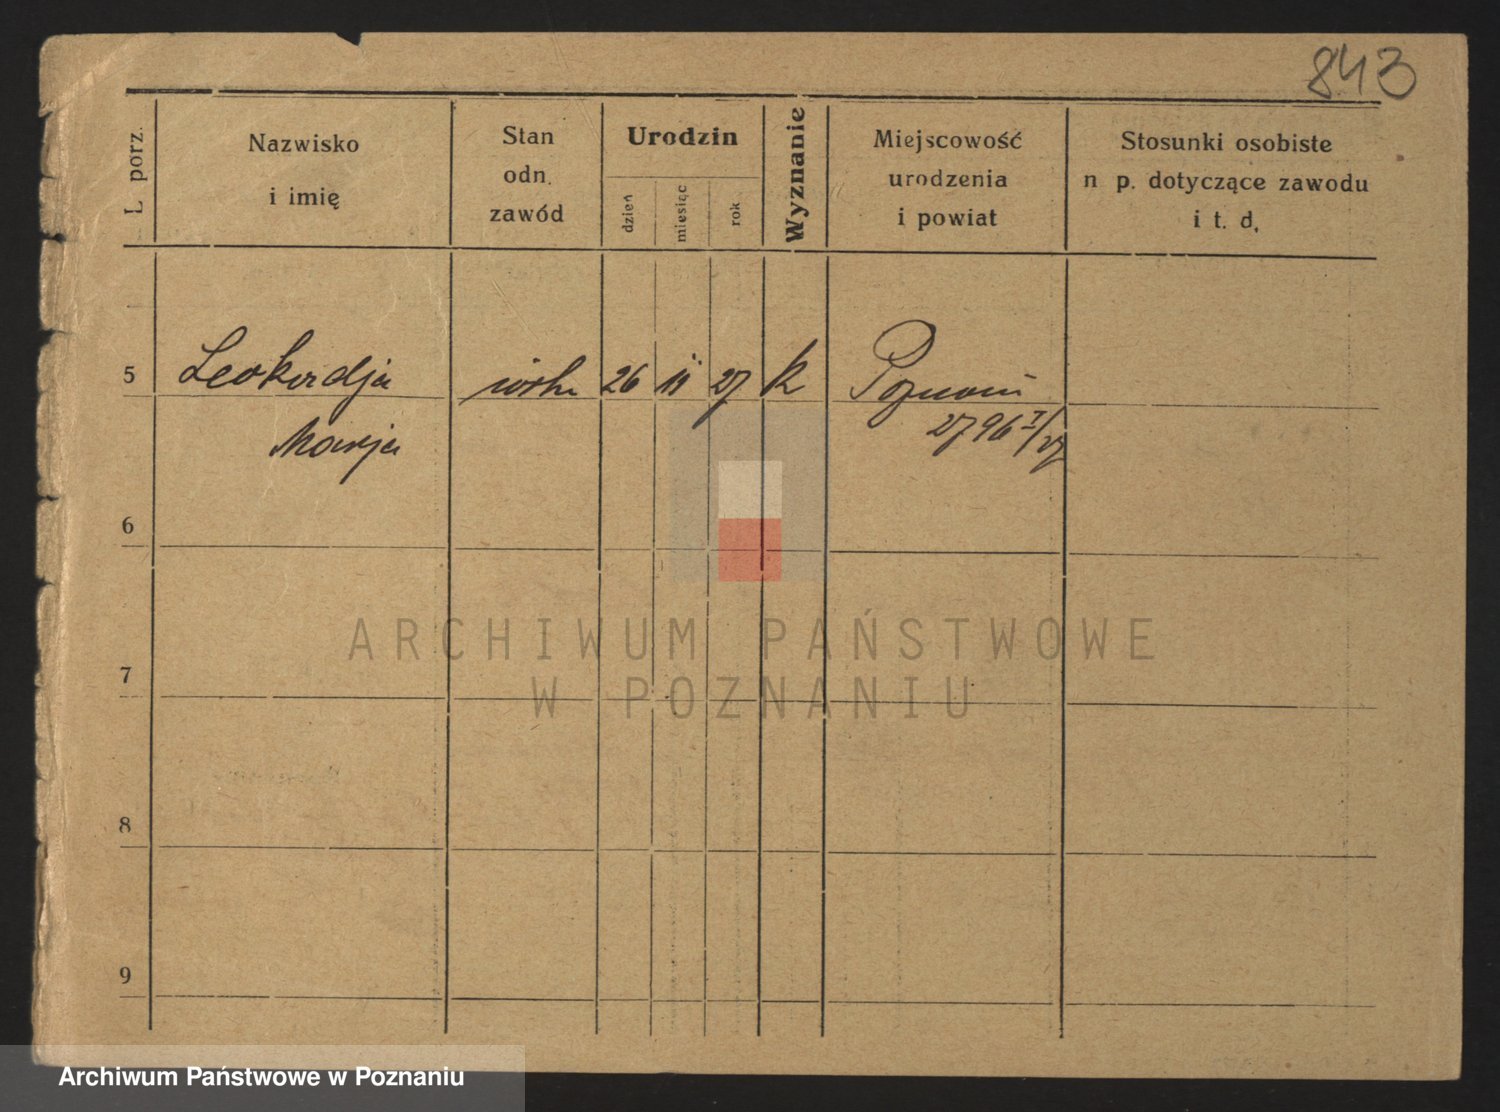 843
L. porz.
Nazwisko
i imię
Stan
odn.
zawód
Urodzin
dzień
miesiąc
rok
Wyznanie
Miejscowość
urodzenia
i powiat
Stosunki osobiste
n p. dotyczące zawodu
i t. d.
5 Leokadja 26 27 k Poznań
Marja 2796 I/27
6
7
8
9
ARCHIWUM PAŃSTWOWE
W POZNANIU
Archiwum Państwowe w Poznaniu